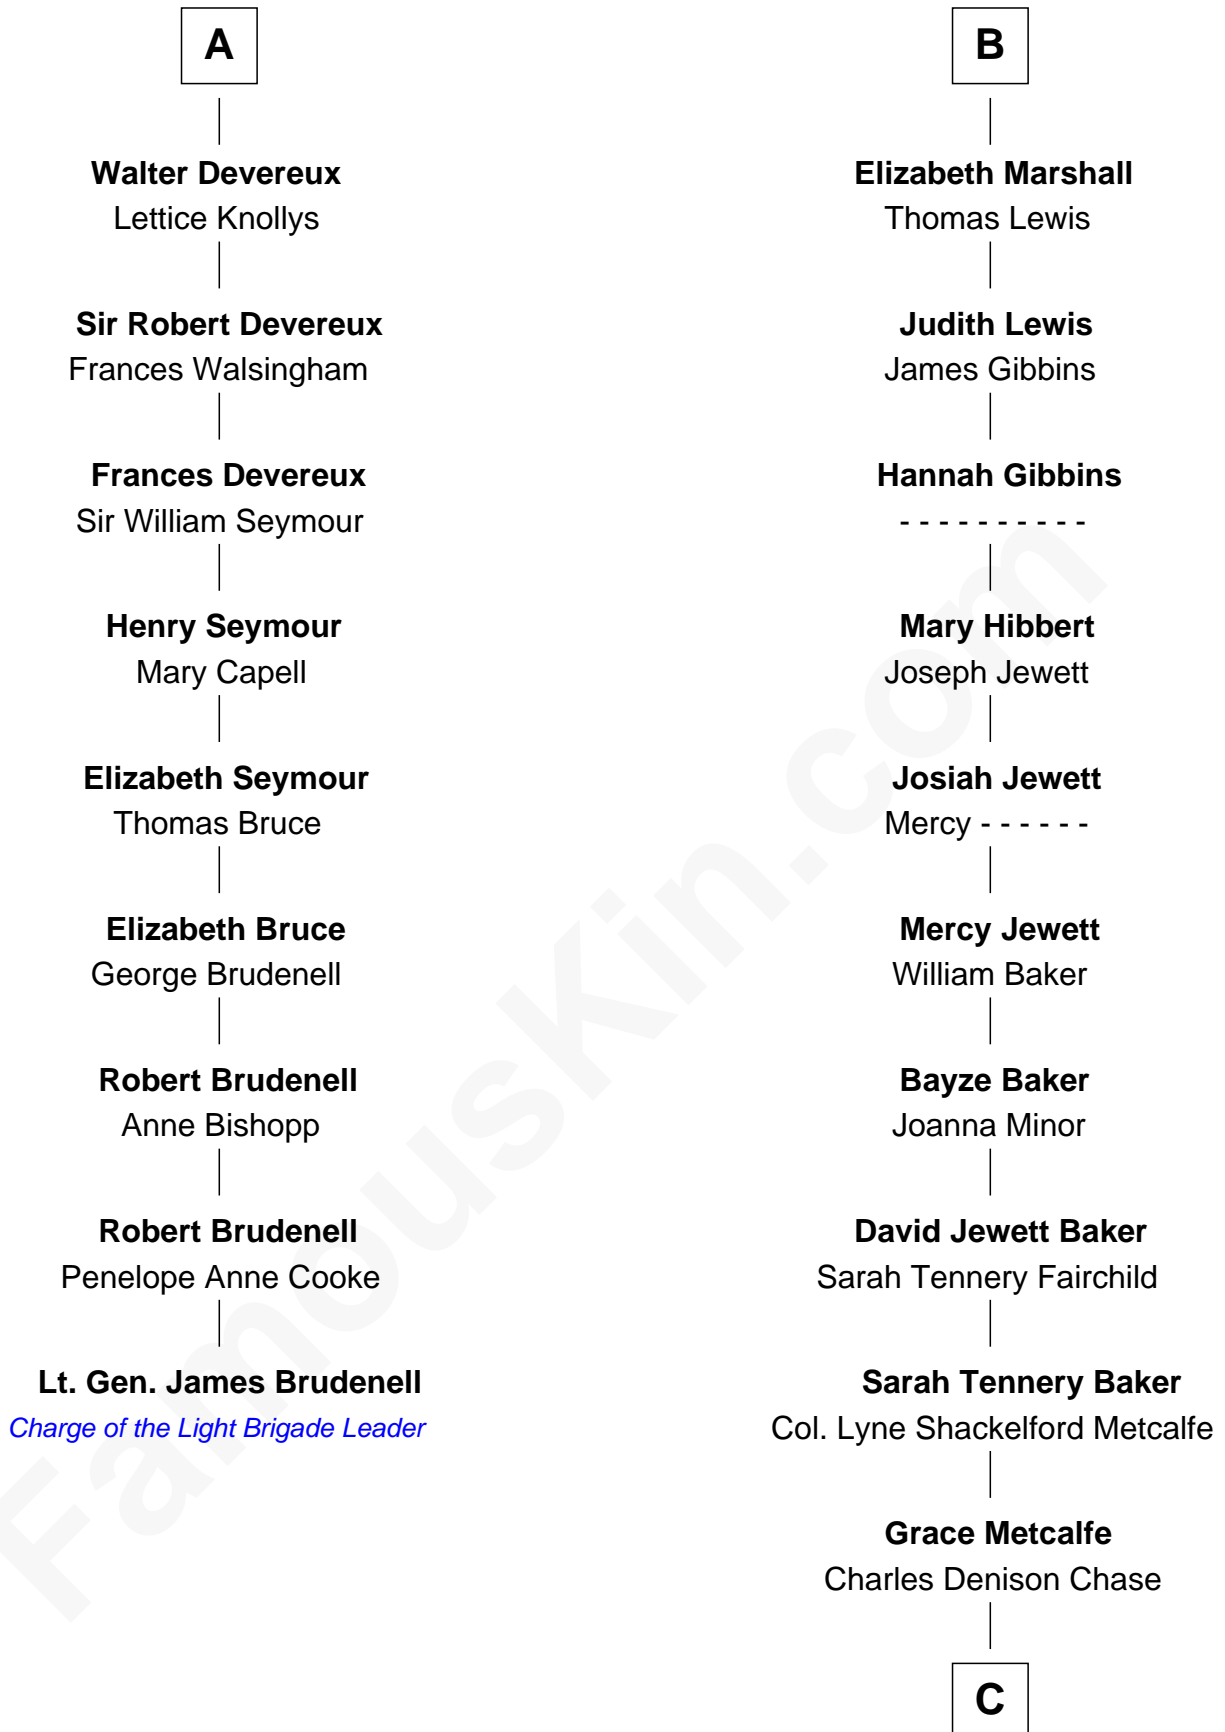 A
Walter Devereux
Lettice Knollys
Sir Robert Devereux
Frances Walsingham
Frances Devereux
Sir William Seymour
Henry Seymour
Mary Capell
Elizabeth Seymour
Thomas Bruce
Elizabeth Bruce
George Brudenell
Robert Brudenell
Anne Bishopp
Robert Brudenell
Penelope Anne Cooke
Lt. Gen. James Brudenell
Charge of the Light Brigade Leader
B
Elizabeth Marshall
Thomas Lewis
Judith Lewis
James Gibbins
Hannah Gibbins
- - - - - - - - - -
Mary Hibbert
Joseph Jewett
Josiah Jewett
Mercy - - - - - -
Mercy Jewett
William Baker
Bayze Baker
Joanna Minor
David Jewett Baker
Sarah Tennery Fairchild
Sarah Tennery Baker
Col. Lyne Shackelford Metcalfe
Grace Metcalfe
Charles Denison Chase
C
FamousKin.com